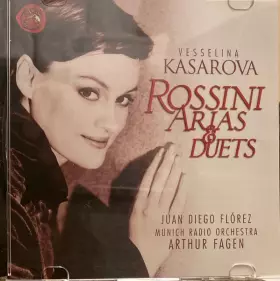 VESSELINA
KASAROVA
ROSSINI
ARIAS
& DUETS
JUAN DIEGO FLÓREZ
MUNICH RADIO ORCHESTRA
ARTHUR FAGEN